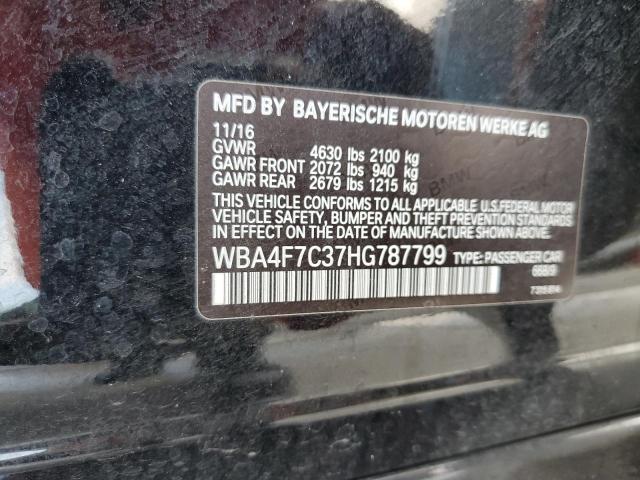 MFD BY BAYERISCHE MOTOREN WERKE AG
11/16
GVWR 4630 lbs 2100 kg
GAWR FRONT 2072 lbs 940 kg
GAWR REAR 2679 lbs 1215 kg
THIS VEHICLE CONFORMS TO ALL APPLICABLE U.S. FEDERAL MOTOR
VEHICLE SAFETY, BUMPER AND THEFT PREVENTION STANDARDS
IN EFFECT ON THE DATE OF MANUFACTURE SHOWN ABOVE.
WBA4F7C37HG787799 TYPE: PASSENGER CAR
668/9